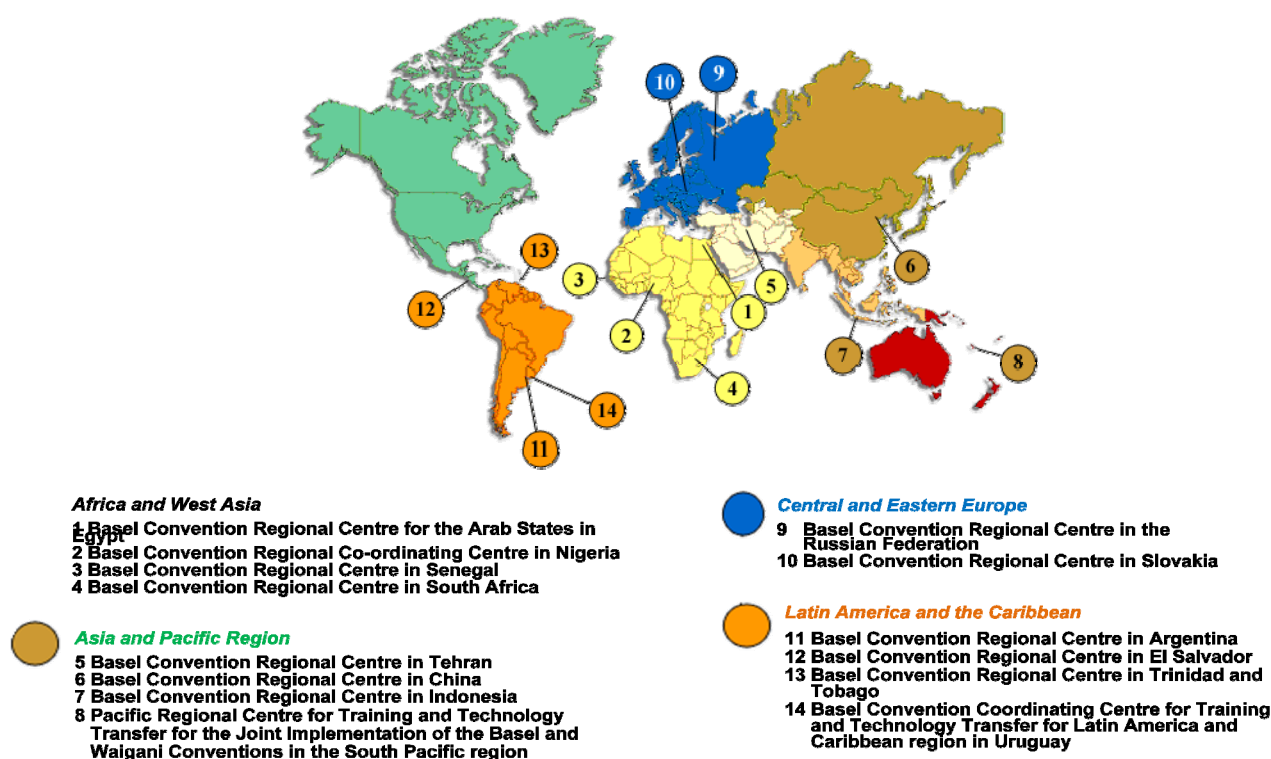 10
9
13
3
5
6
12
1
2
7
8
4
14
11
Africa and West Asia
1 Basel Convention Regional Centre for the Arab States in
Egypt
2 Basel Convention Regional Co-ordinating Centre in Nigeria
3 Basel Convention Regional Centre in Senegal
4 Basel Convention Regional Centre in South Africa
Asia and Pacific Region
5 Basel Convention Regional Centre in Tehran
6 Basel Convention Regional Centre in China
7 Basel Convention Regional Centre in Indonesia
8 Pacific Regional Centre for Training and Technology
Transfer for the Joint Implementation of the Basel and
Waigani Conventions in the South Pacific region
Central and Eastern Europe
9 Basel Convention Regional Centre in the
Russian Federation
10 Basel Convention Regional Centre in Slovakia
Latin America and the Caribbean
11 Basel Convention Regional Centre in Argentina
12 Basel Convention Regional Centre in El Salvador
13 Basel Convention Regional Centre in Trinidad and
Tobago
14 Basel Convention Coordinating Centre for Training
and Technology Transfer for Latin America and
Caribbean region in Uruguay